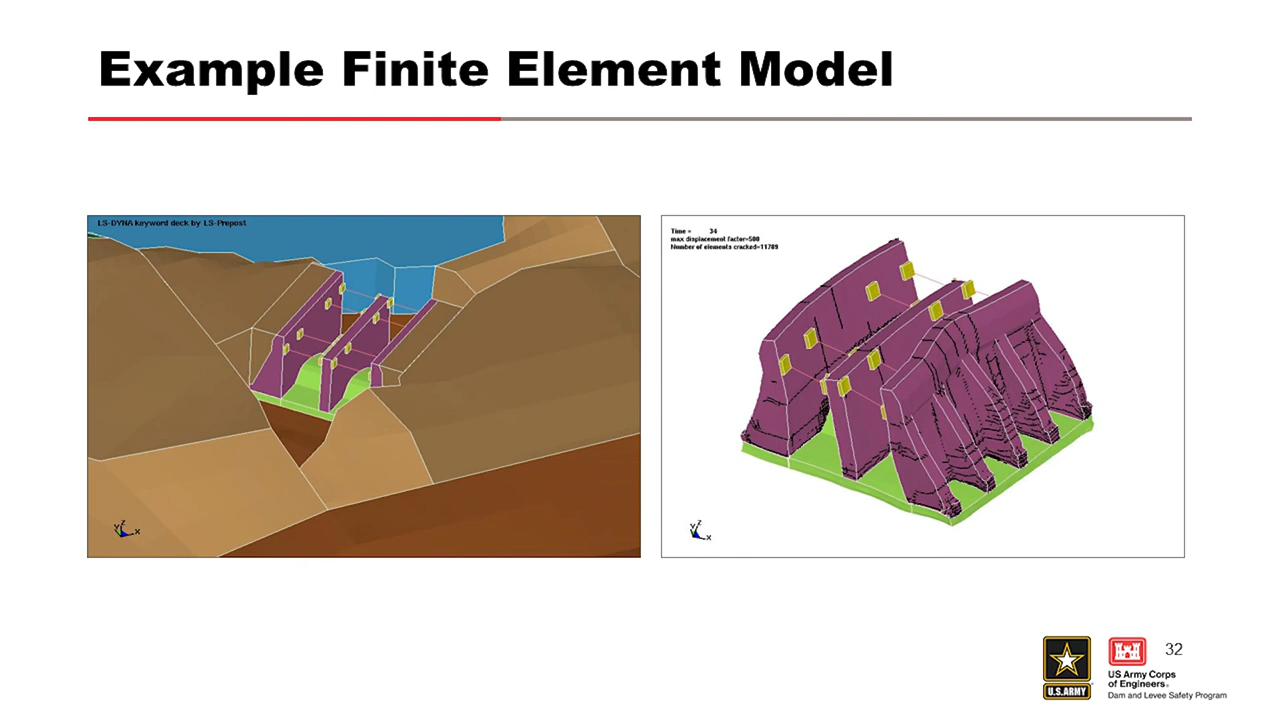 Example Finite Element Model
LS-DYNA keyword deck by LS-Prepost
Z
Y
X
Time = 34
max displacement factor=500
Number of elements cracked=11789
Z
Y
X
32
U.S.ARMY
US Army Corps
of Engineers®
Dam and Levee Safety Program